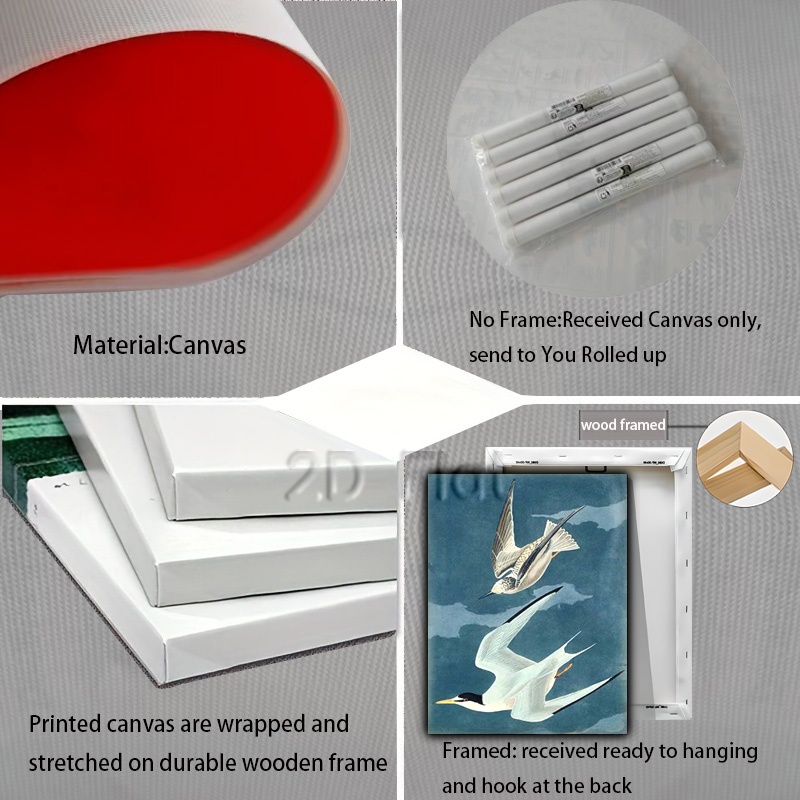 Material:Canvas
No Frame:Received Canvas only,
send to You Rolled up
wood framed
2D Flat
Printed canvas are wrapped and
stretched on durable wooden frame
Framed: received ready to hanging
and hook at the back